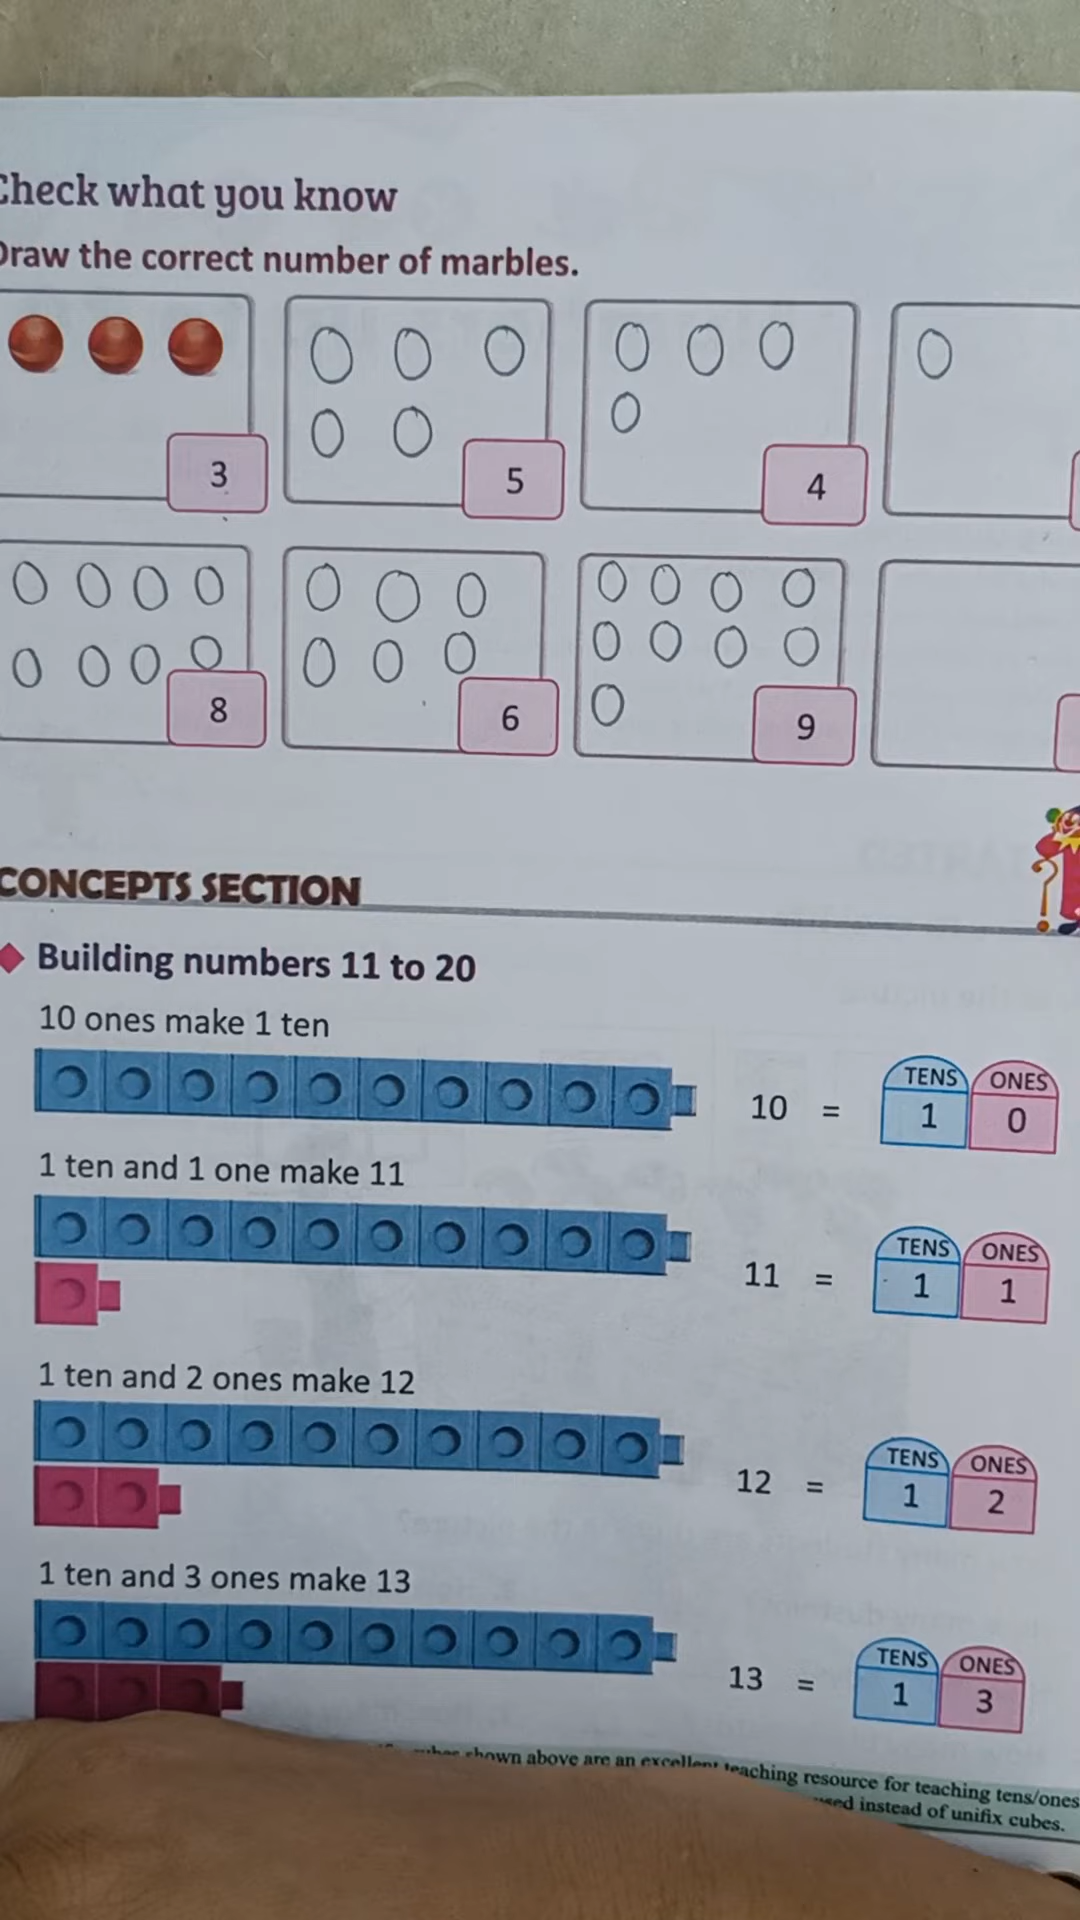 Check what you know
Draw the correct number of marbles.
3
5
4
8
6
9
CONCEPTS SECTION
Building numbers 11 to 20
10 ones make 1 ten
10 =
TENS ONES
1 0
1 ten and 1 one make 11
11 =
TENS ONES
1 1
1 ten and 2 ones make 12
12 =
TENS ONES
1 2
1 ten and 3 ones make 13
13 =
TENS ONES
1 3
shown above are an excellent teaching resource for teaching tens/ones
instead of unifix cubes.